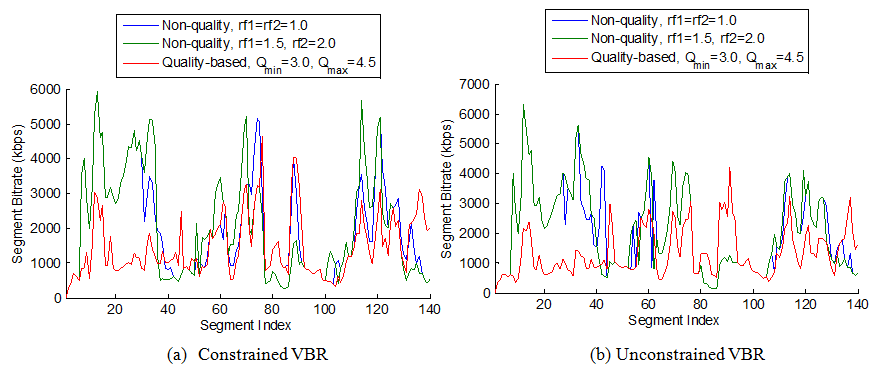 Non-quality, rf1=rf2=1.0
Non-quality, rf1=1.5, rf2=2.0
Quality-based, Qmin=3.0, Qmax=4.5
Segment Bitrate (kbps)
6000
5000
4000
3000
2000
1000
0
20
40
60
80
100
120
140
Segment Index
(a) Constrained VBR
Non-quality, rf1=rf2=1.0
Non-quality, rf1=1.5, rf2=2.0
Quality-based, Qmin=3.0, Qmax=4.5
Segment Bitrate (kbps)
7000
6000
5000
4000
3000
2000
1000
0
20
40
60
80
100
120
140
Segment Index
(b) Unconstrained VBR